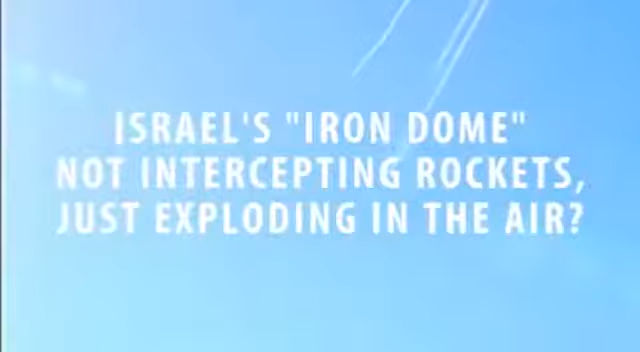 ISRAEL'S "IRON DOME"
NOT INTERCEPTING ROCKETS,
JUST EXPLODING IN THE AIR?